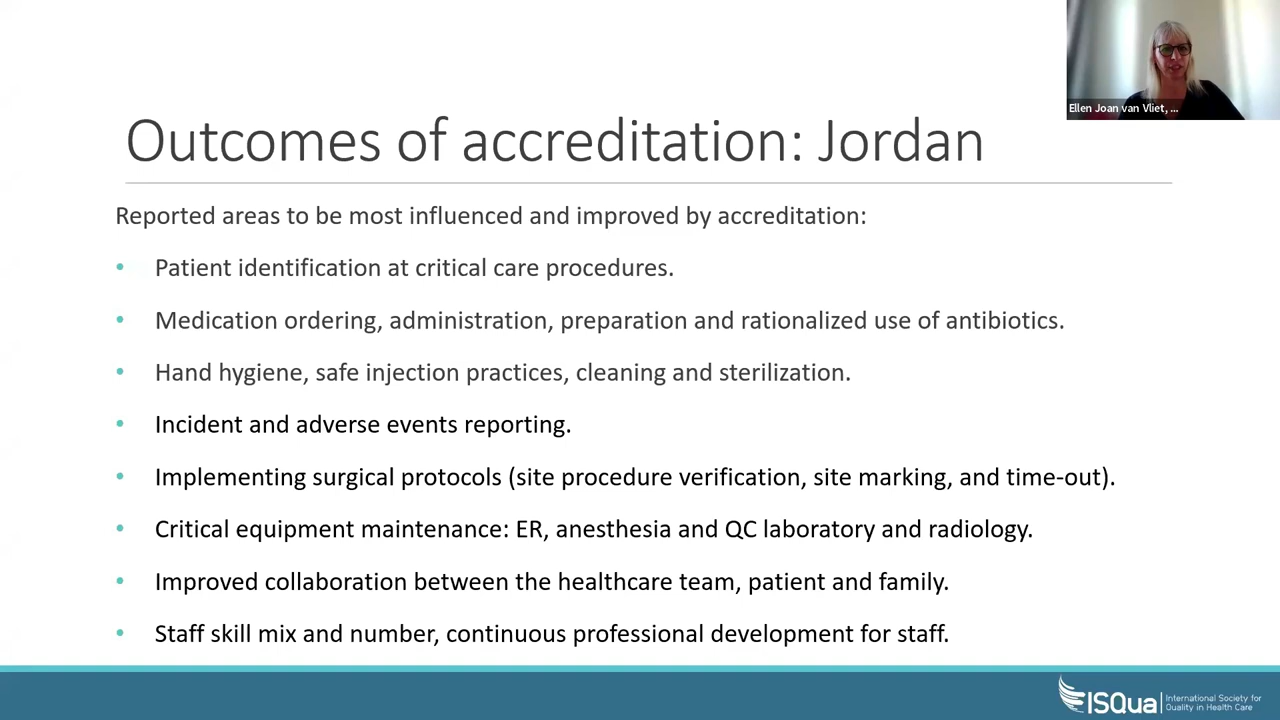 Ellen Joan van Vliet, ...
Outcomes of accreditation: Jordan
Reported areas to be most influenced and improved by accreditation:
• Patient identification at critical care procedures.
• Medication ordering, administration, preparation and rationalized use of antibiotics.
• Hand hygiene, safe injection practices, cleaning and sterilization.
• Incident and adverse events reporting.
• Implementing surgical protocols (site procedure verification, site marking, and time-out).
• Critical equipment maintenance: ER, anesthesia and QC laboratory and radiology.
• Improved collaboration between the healthcare team, patient and family.
• Staff skill mix and number, continuous professional development for staff.
ISQua
International Society for
Quality in Health Care